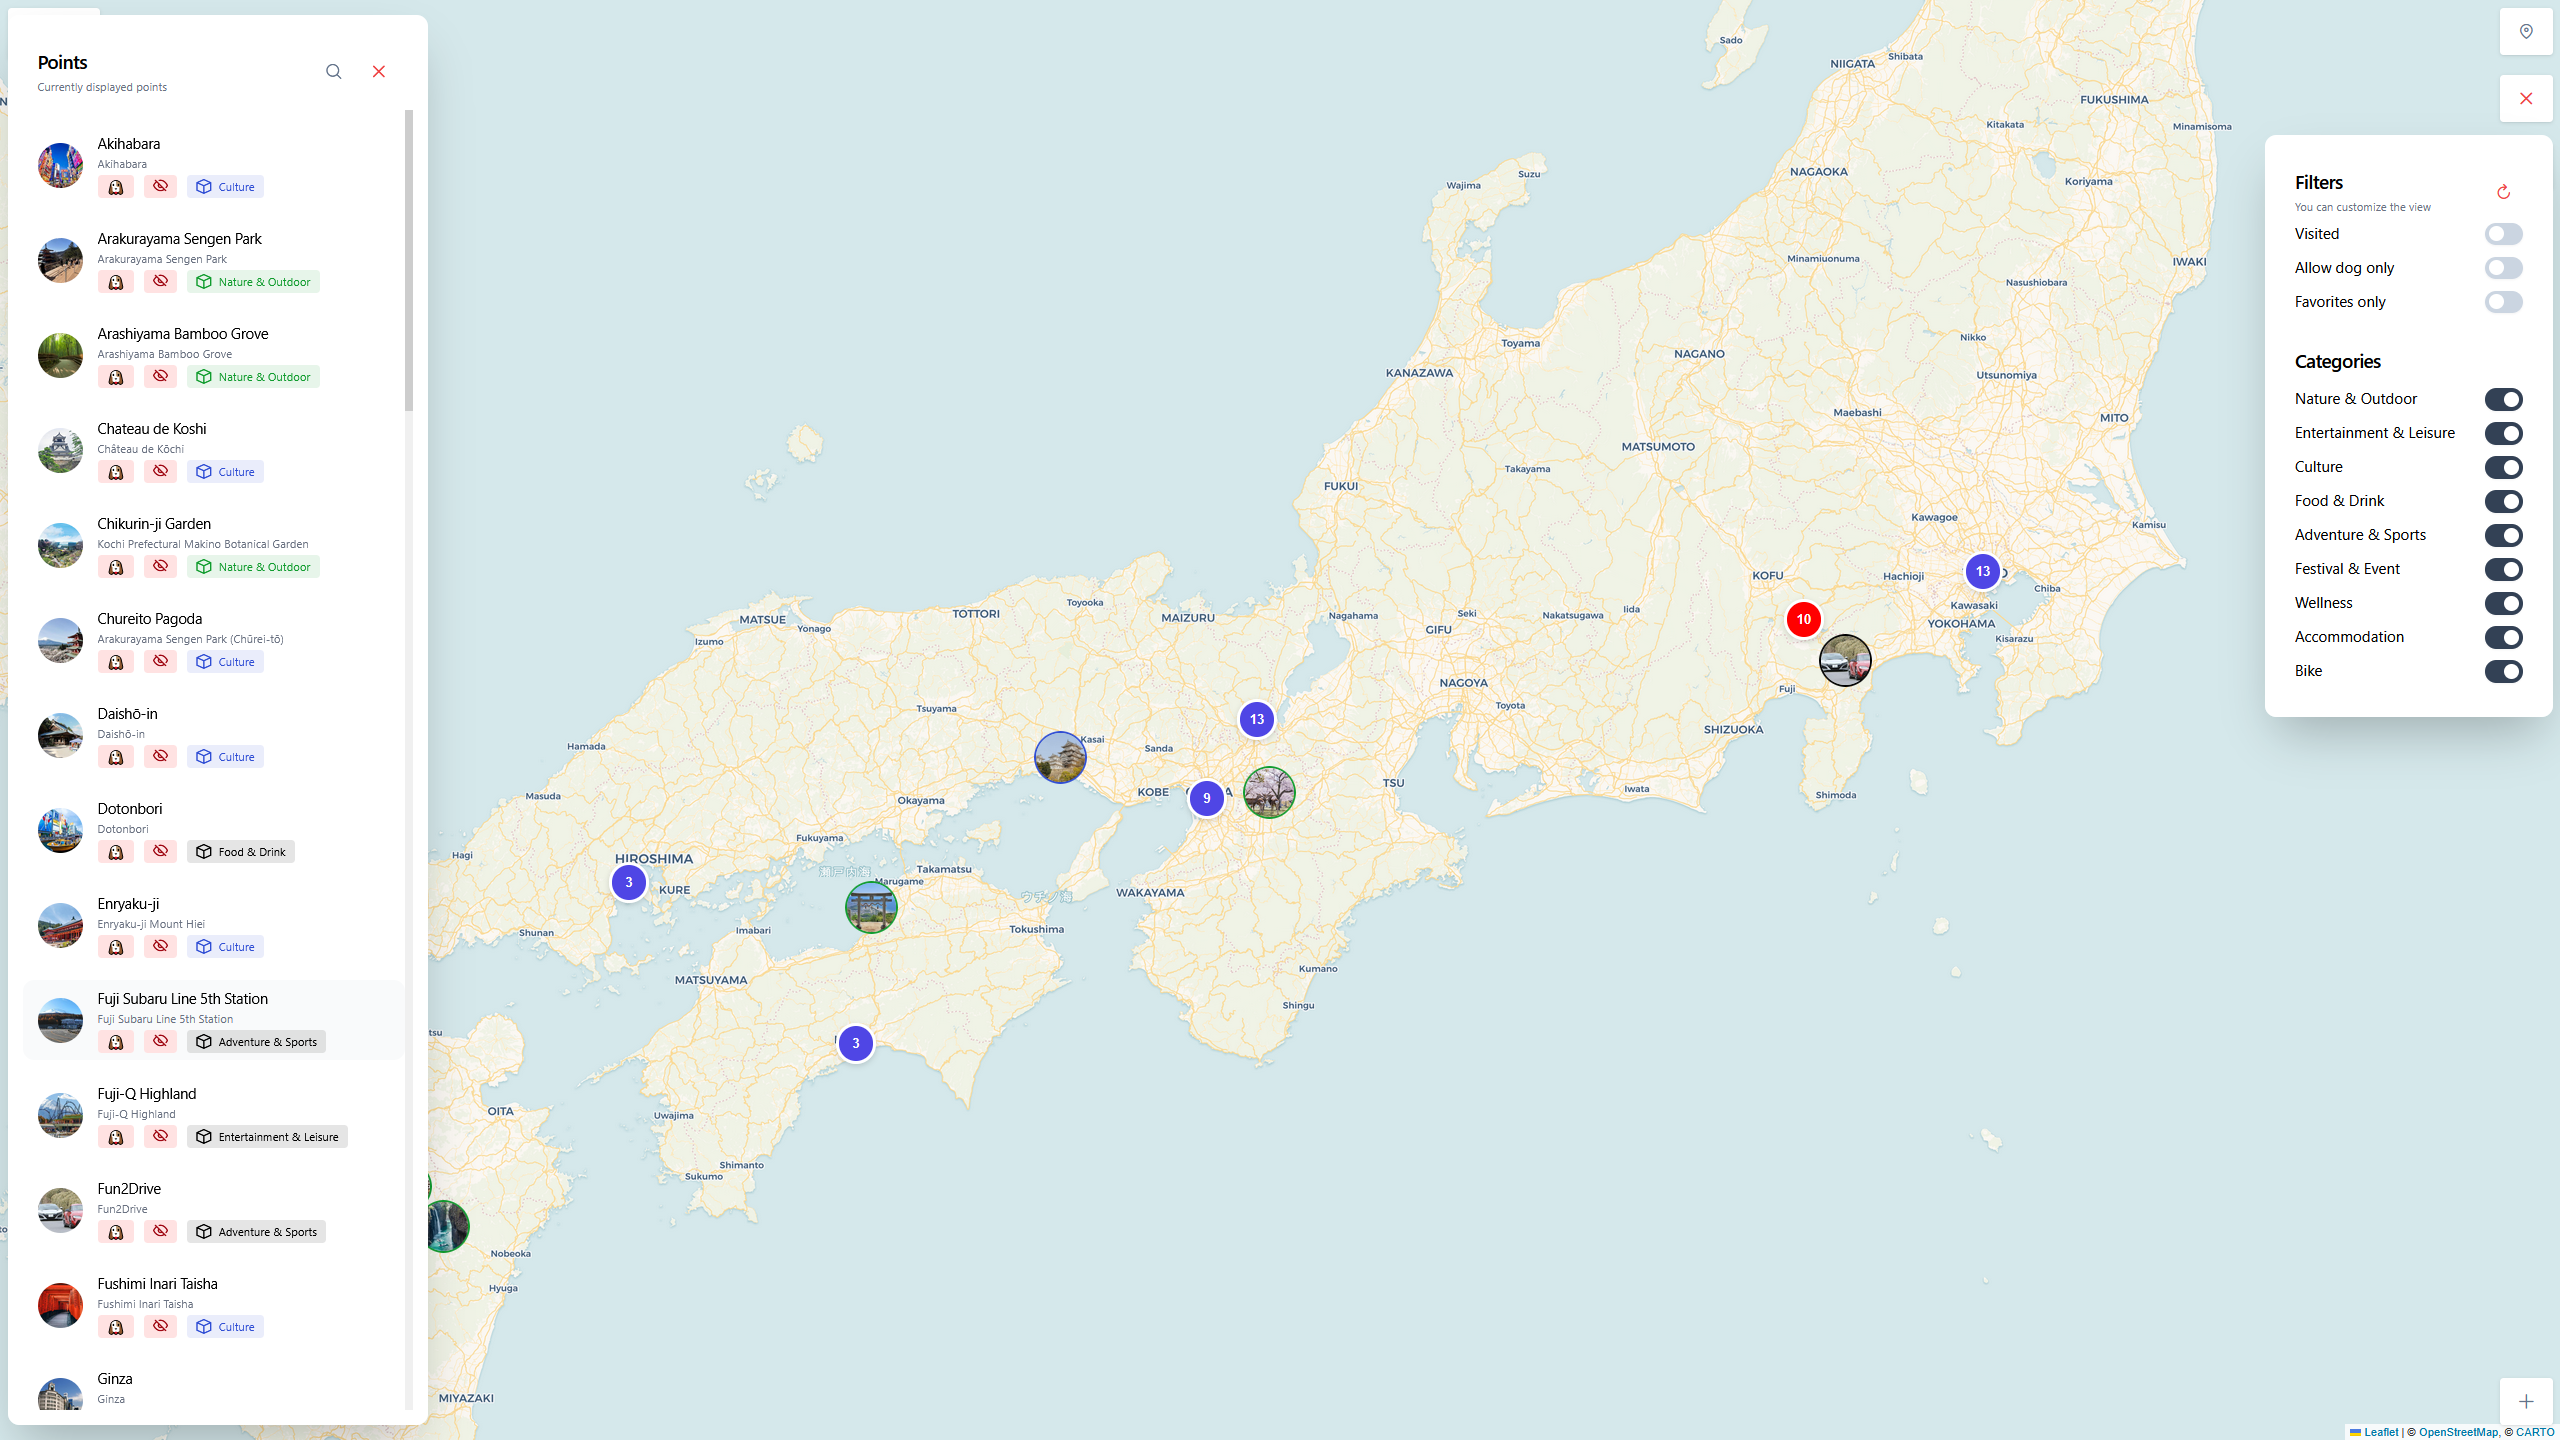 Points
Currently displayed points
Akihabara
Akihabara
Culture
Arakurayama Sengen Park
Arakurayama Sengen Park
Nature & Outdoor
Arashiyama Bamboo Grove
Arashiyama Bamboo Grove
Nature & Outdoor
Chateau de Koshi
Château de Kōchi
Culture
Chikurin-ji Garden
Kochi Prefectural Makino Botanical Garden
Nature & Outdoor
Chureito Pagoda
Arakurayama Sengen Park (Chūrei-tō)
Culture
Daishō-in
Daishō-in
Culture
Dotonbori
Dotonbori
Food & Drink
Enryaku-ji
Enryaku-ji Mount Hiei
Culture
Fuji Subaru Line 5th Station
Fuji Subaru Line 5th Station
Adventure & Sports
Fuji-Q Highland
Fuji-Q Highland
Entertainment & Leisure
Fun2Drive
Fun2Drive
Adventure & Sports
Fushimi Inari Taisha
Fushimi Inari Taisha
Culture
Ginza
Ginza
Sado
NIIGATA
Shibata
FUKUSHIMA
Kitakata
Minamisoma
NAGAOKA
Koriyama
Wajima
Suzu
Minamiuonuma
IWAKI
Nasushiobara
Nikko
Toyama
NAGANO
KANAZAWA
Utsunomiya
Maebashi
MITO
MATSUMOTO
Takayama
FUKUI
Kawagoe
Kamisu
13
KOFU
Hachioji
Chiba
Kawasaki
YOKOHAMA
Kisarazu
10
Toyooka
TOTTORI
MATSUE
Yonago
Izumo
MAIZURU
Nagahama
Seki
Nakatsugawa
Iida
GIFU
NAGOYA
Fuji
Toyota
SHIZUOKA
Tsuyama
13
Hamada
Kasai
Sanda
TSU
Iwata
Shimoda
Masuda
Okayama
KOBE
9
Fukuyama
Hagi
HIROSHIMA
瀬戸内海
Marugame
Takamatsu
3
KURE
ウチノ海
WAKAYAMA
Shunan
Imabari
Tokushima
MATSUYAMA
Kumano
Shingu
tsu
3
OITA
Uwajima
Shimanto
Sukumo
Nobeoka
Hyuga
MIYAZAKI
Filters
You can customize the view
Visited
Allow dog only
Favorites only
Categories
Nature & Outdoor
Entertainment & Leisure
Culture
Food & Drink
Adventure & Sports
Festival & Event
Wellness
Accommodation
Bike
Leaflet | © OpenStreetMap, © CARTO